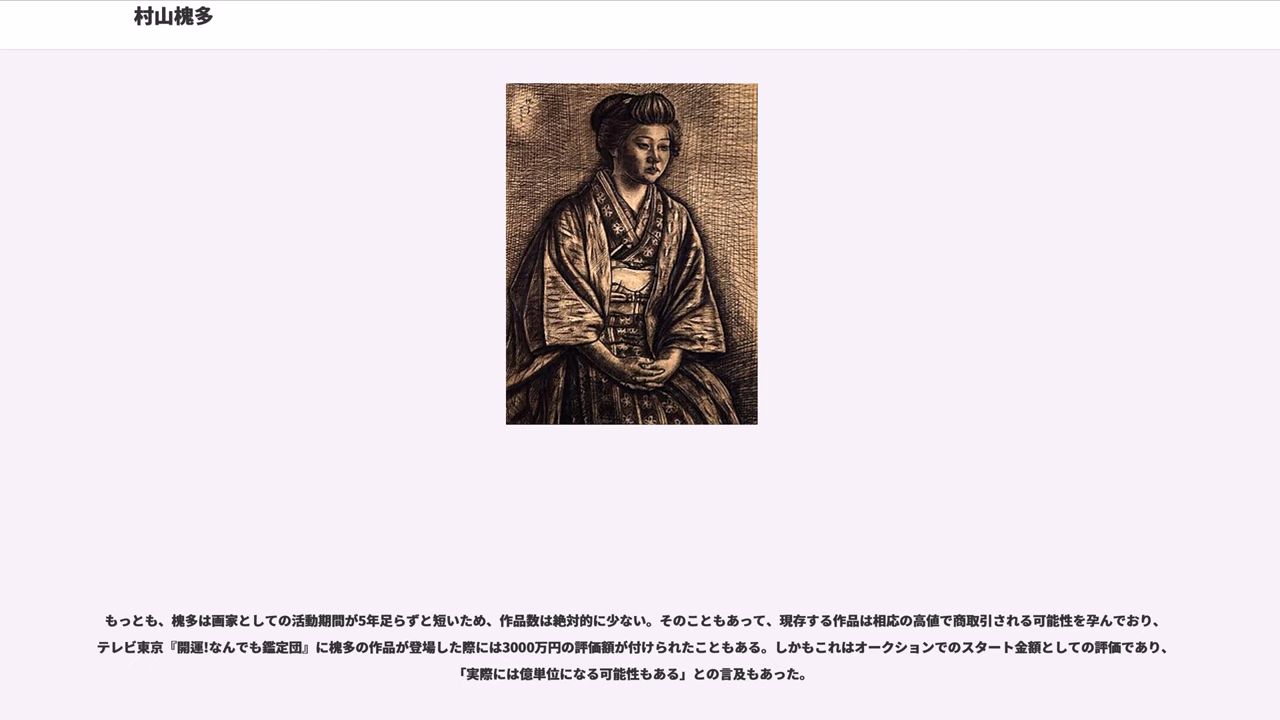 村山槐多
もっとも、槐多は画家としての活動期間が5年足らずと短いため、作品数は絶対的に少ない。そのこともあって、現存する作品は相応の高値で商取引される可能性を孕んでおり、
テレビ東京『開運!なんでも鑑定団』に槐多の作品が登場した際には3000万円の評価額が付けられたこともある。しかもこれはオークションでのスタート金額としての評価であり、
「実際には億単位になる可能性もある」との言及もあった。